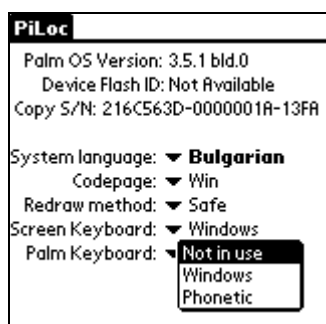 PiLoc
Palm OS Version: 3.5.1 bld.0
Device Flash ID: Not Available
Copy S/N: 216C563D-0000001A-13FA
System language: Bulgarian
Codepage: Win
Redraw method: Safe
Screen Keyboard: Windows
Palm Keyboard: Not in use
Windows
Phonetic